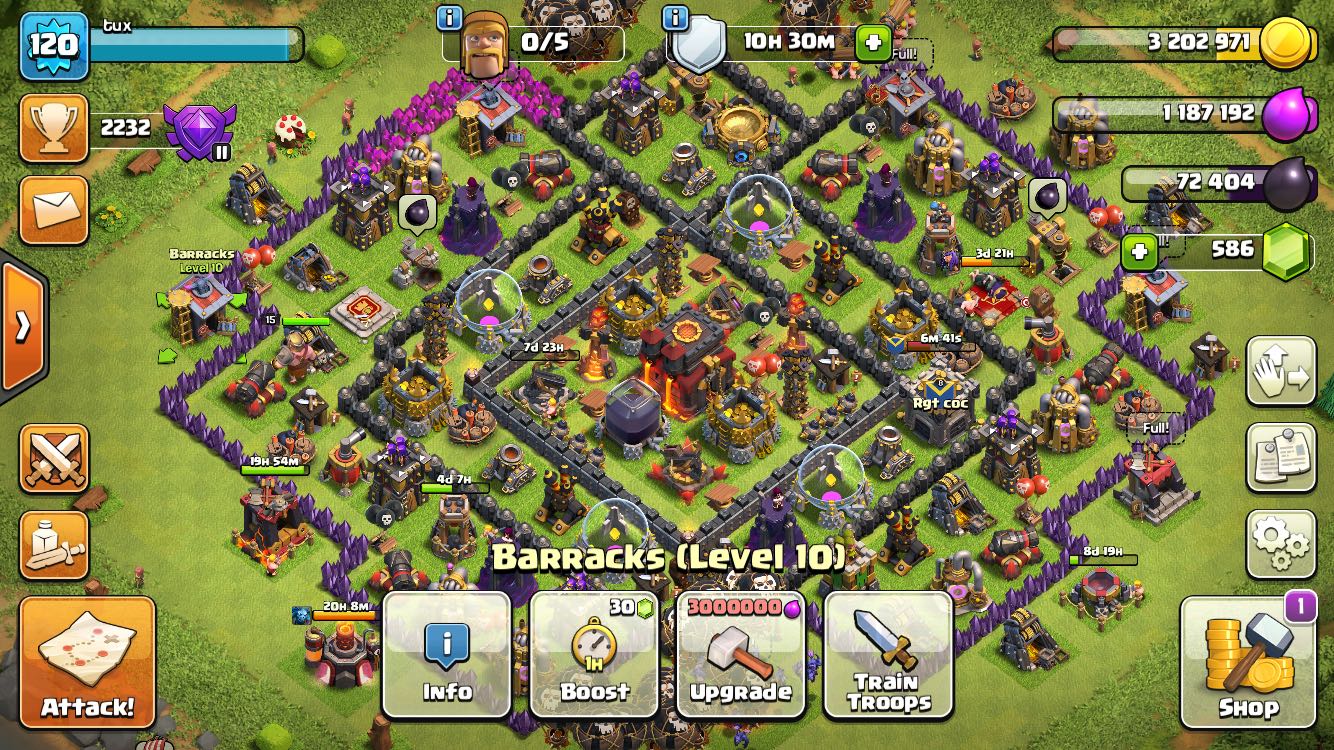 120
tux
i
0/5
i
10H 30M
+
Full!
3 202 971
2232
1 187 192
72 404
+
586
Barracks
Level 10
3d 21H
15
7d 23H
6M 41s
Rgt coc
Full!
19H 54M
4d 7H
8d 19H
Barracks (Level 10)
20H 8M
i
Info
30
1H
Boost
3000000
Upgrade
Train
Troops
Attack!
1
Shop